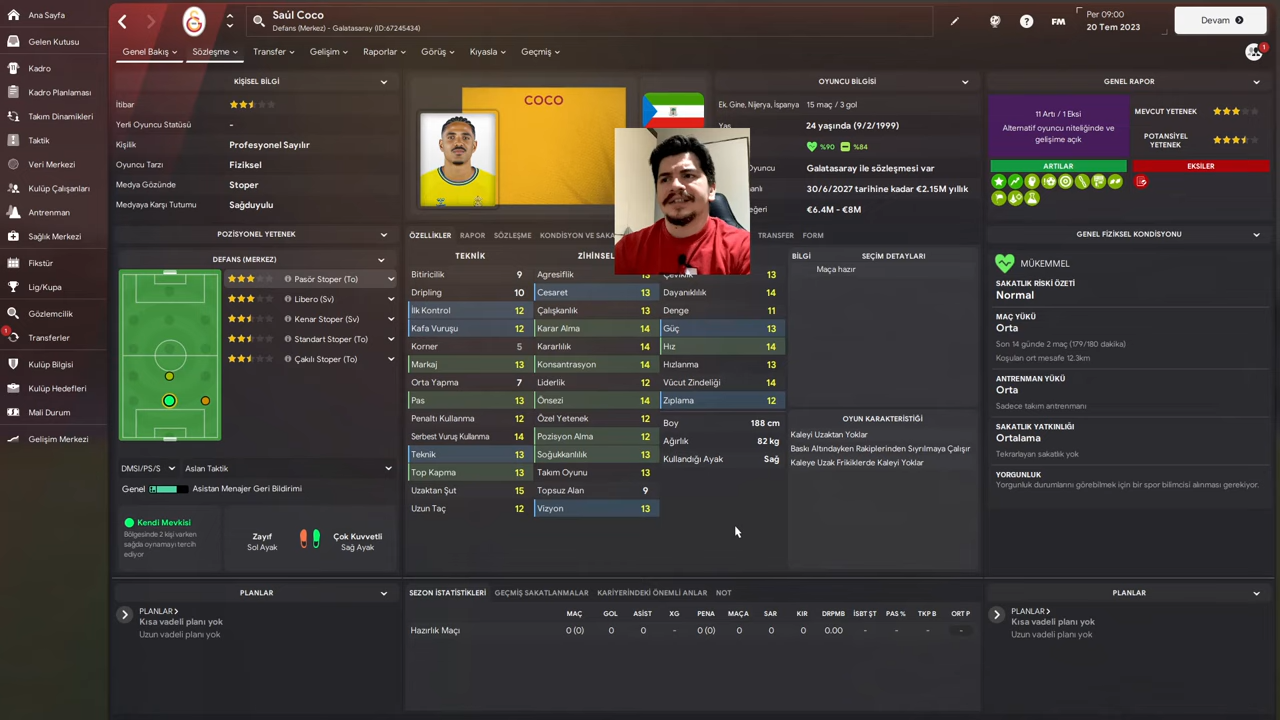 Ana Sayfa
Gelen Kutusu
Kadro
Kadro Planlaması
Takım Dinamikleri
Taktik
Veri Merkezi
Kulüp Çalışanları
Antrenman
Sağlık Merkezi
Fikstür
Lig/Kupa
Gözlemcilik
1
Transferler
Kulüp Bilgisi
Kulüp Hedefleri
Mali Durum
Gelişim Merkezi
Saúl Coco
Defans (Merkez) - Galatasaray (ID:67245434)
FM
Per 09:00
20 Tem 2023
Devam
Genel Bakış
Sözleşme
Transfer
Gelişim
Raporlar
Görüş
Kıyasla
Geçmiş
1
KİŞİSEL BİLGİ
İtibar
Yerli Oyuncu Statüsü -
Kişilik Profesyonel Sayılır
Oyuncu Tarzı Fiziksel
Medya Gözünde Stoper
Medyaya Karşı Tutumu Sağduyulu
POZİSYONEL YETENEK
DEFANS (MERKEZ)
Pasör Stoper (To)
Libero (Sv)
Kenar Stoper (Sv)
Standart Stoper (To)
Çakılı Stoper (To)
DMSI/PS/S
Aslan Taktik
Genel
Asistan Menajer Geri Bildirimi
Kendi Mevkisi
Bölgesinde 2 kişi varken
sağda oynamayı tercih
ediyor
Zayıf
Sol Ayak
Çok Kuvvetli
Sağ Ayak
PLANLAR
PLANLAR
Kısa vadeli planı yok
Uzun vadeli planı yok
COCO
OYUNCU BİLGİSİ
Ek. Gine, Nijerya, İspanya 15 maç / 3 gol
Yaş 24 yaşında (9/2/1999)
%90 %84
Galatasaray ile sözleşmesi var
30/6/2027 tarihine kadar €2.15M yıllık
€6.4M - €8M
ÖZELLİKLER
RAPOR
SÖZLEŞME
TRANSFER
FORM
TEKNİK
Bitiricilik 9
Dripling 10
İlk Kontrol 12
Kafa Vuruşu 12
Korner 5
Markaj 13
Orta Yapma 7
Pas 13
Penaltı Kullanma 12
Serbest Vuruş Kullanma 14
Teknik 13
Top Kapma 13
Uzaktan Şut 15
Uzun Taç 12
ZİHİNSEL
Agresiflik 13
Cesaret 13
Çalışkanlık 13
Karar Alma 14
Kararlılık 14
Konsantrasyon 14
Liderlik 12
Önsezi 14
Özel Yetenek 12
Pozisyon Alma 12
Soğukkanlılık 13
Takım Oyunu 13
Topsuz Alan 9
Vizyon 13
Çeviklik 13
Dayanıklılık 14
Denge 11
Güç 13
Hız 14
Hızlanma 13
Vücut Zindeliği 14
Zıplama 12
Boy 188 cm
Ağırlık 82 kg
Kullandığı Ayak Sağ
BİLGİ
SEÇİM DETAYLARI
Maça hazır
OYUN KARAKTERİSTİĞİ
Kaleyi Uzaktan Yoklar
Baskı Altındayken Rakiplerinden Sıyrılmaya Çalışır
Kaleye Uzak Frikiklerde Kaleyi Yoklar
SEZON İSTATİSTİKLERİ
GEÇMİŞ SAKATLANMALAR
KARİYERİNDEKİ ÖNEMLİ ANLAR
NOT
MAÇ GOL ASİST XG PENA MAÇA SAR KIR DRPMB İSBT ŞT PAS % TKP B ORT P
Hazırlık Maçı 0 (0) 0 0 - 0 (0) 0 0 0 0.00 - - - -
GENEL RAPOR
11 Artı / 1 Eksi
Alternatif oyuncu niteliğinde ve
gelişime açık
MEVCUT YETENEK
POTANSİYEL
YETENEK
ARTILAR
EKSİLER
GENEL FİZİKSEL KONDİSYONU
MÜKEMMEL
SAKATLIK RİSKİ ÖZETİ
Normal
MAÇ YÜKÜ
Orta
Son 14 günde 2 maç (179/180 dakika)
Koşulan ort mesafe 12.3km
ANTRENMAN YÜKÜ
Orta
Sadece takım antrenmanı
SAKATLIK YATKINLIĞI
Ortalama
Tekrarlayan sakatlık yok
YORGUNLUK
Yorgunluk durumlarını görebilmek için bir spor bilimcisi alınması gerekiyor.
PLANLAR
PLANLAR
Kısa vadeli planı yok
Uzun vadeli planı yok